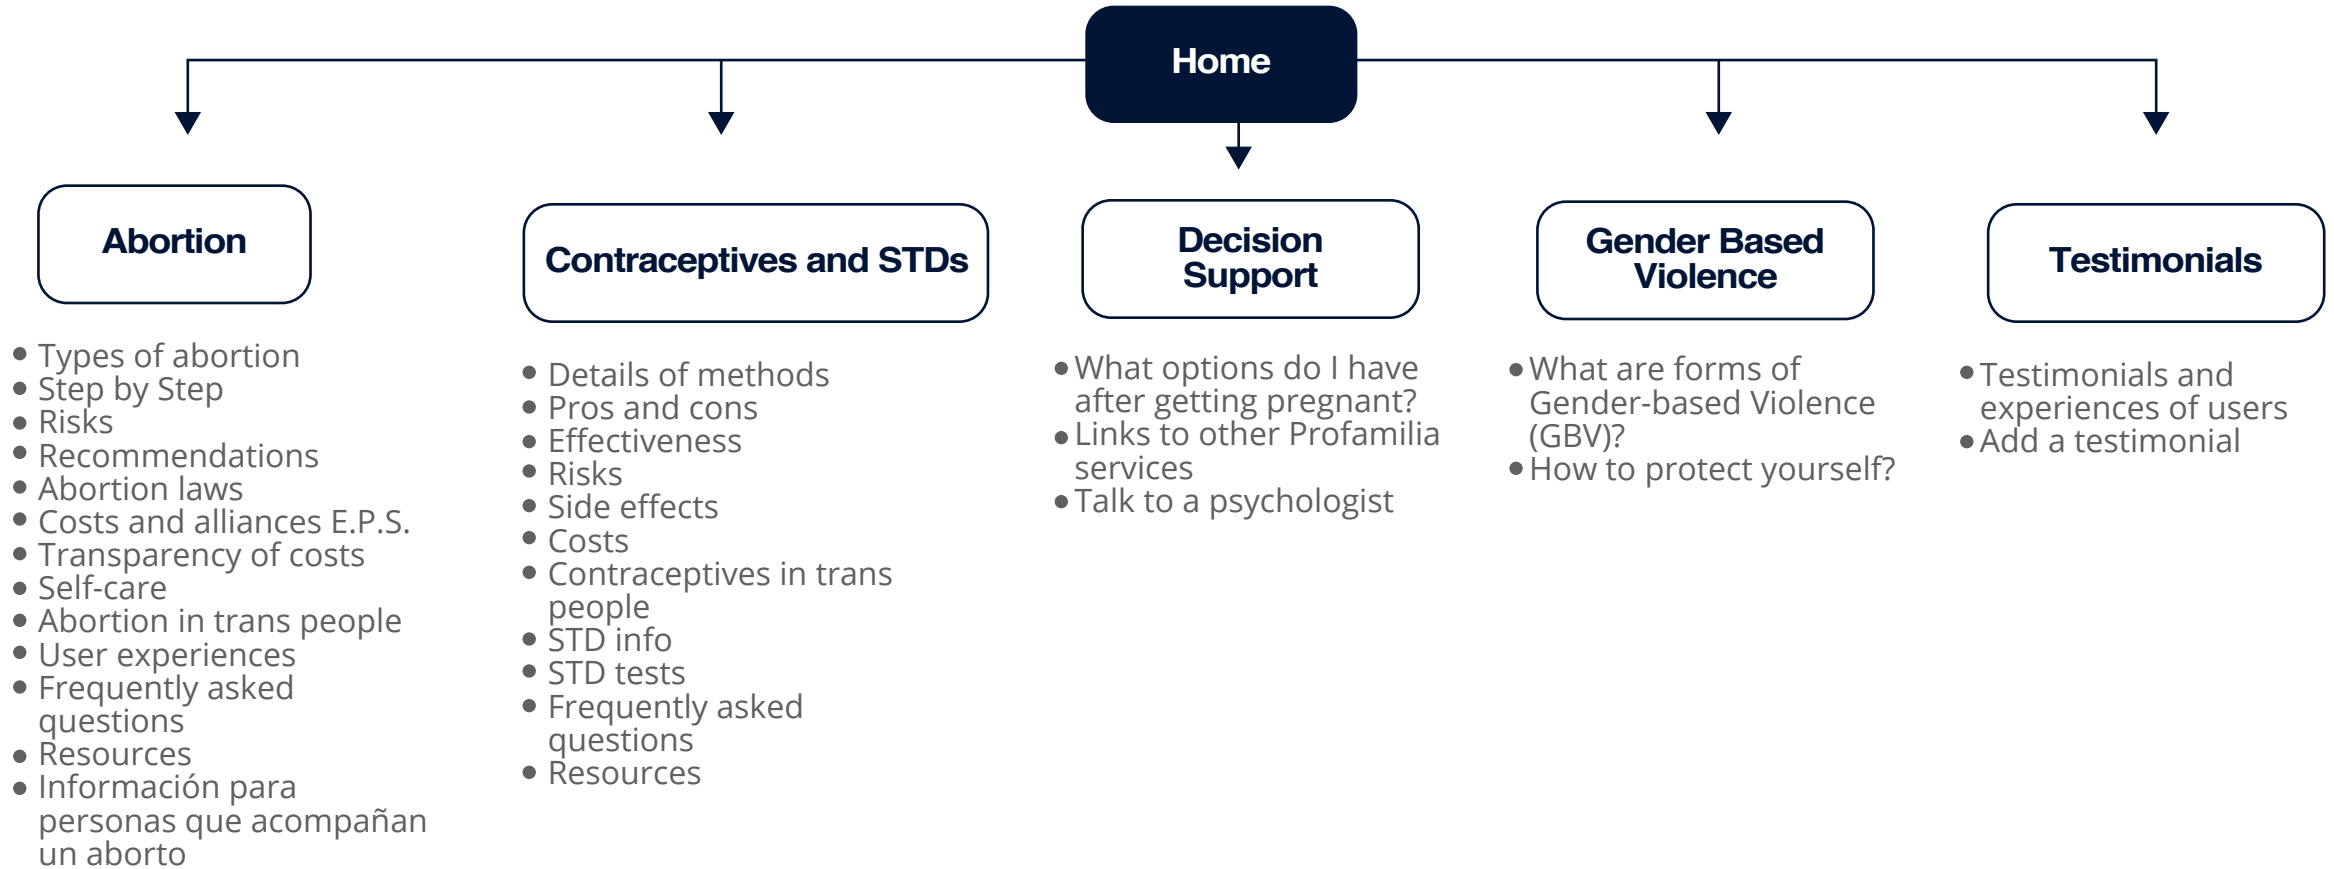 Home
Abortion
Types of abortion
Step by Step
Risks
Recommendations
Abortion laws
Costs and alliances E.P.S.
Transparency of costs
Self-care
Abortion in trans people
User experiences
Frequently asked
questions
Resources
Información para
personas que acompañan
un aborto
Contraceptives and STDs
Details of methods
Pros and cons
Effectiveness
Risks
Side effects
Costs
Contraceptives in trans
people
STD info
STD tests
Frequently asked
questions
Resources
Decision
Support
What options do I have
after getting pregnant?
Links to other Profamilia
services
Talk to a psychologist
Gender Based
Violence
What are forms of
Gender-based Violence
(GBV)?
How to protect yourself?
Testimonials
Testimonials and
experiences of users
Add a testimonial